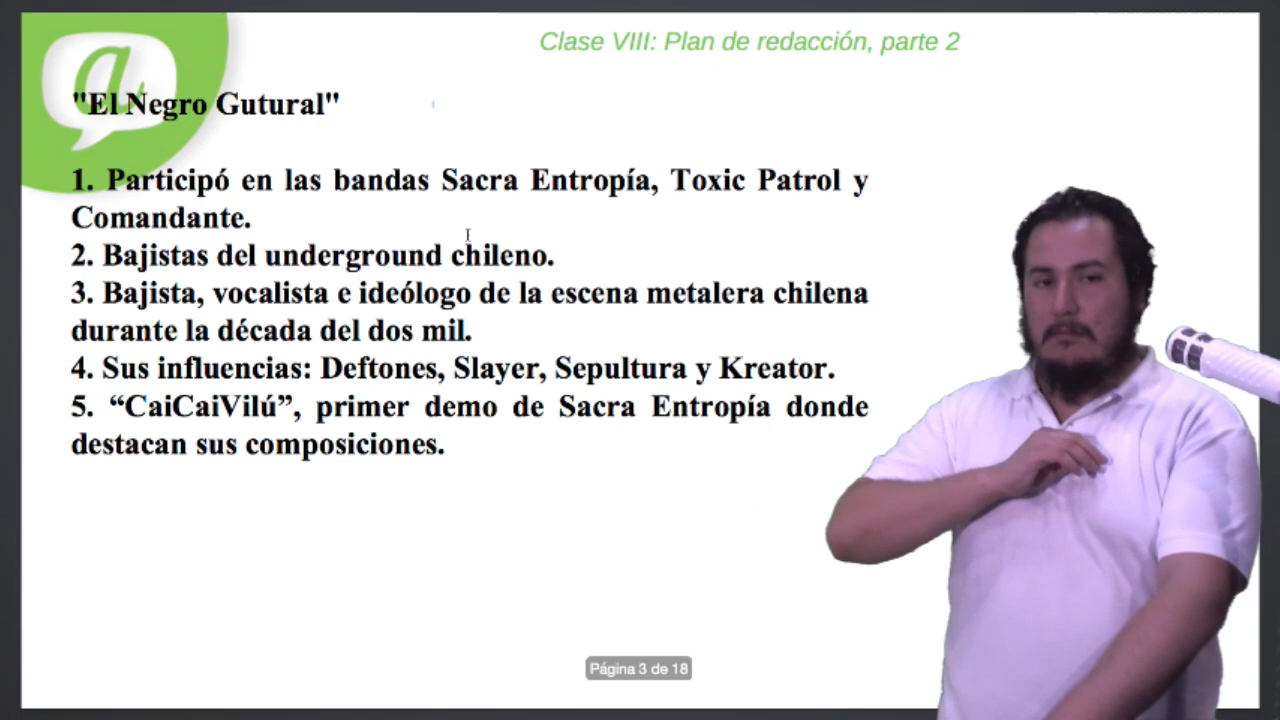 Clase VIII: Plan de redacción, parte 2
a
"El Negro Gutural"
1. Participó en las bandas Sacra Entropía, Toxic Patrol y
Comandante.
2. Bajistas del underground chileno.
3. Bajista, vocalista e ideólogo de la escena metalera chilena
durante la década del dos mil.
4. Sus influencias: Deftones, Slayer, Sepultura y Kreator.
5. “CaiCaiVilú”, primer demo de Sacra Entropía donde
destacan sus composiciones.
Página 3 de 18